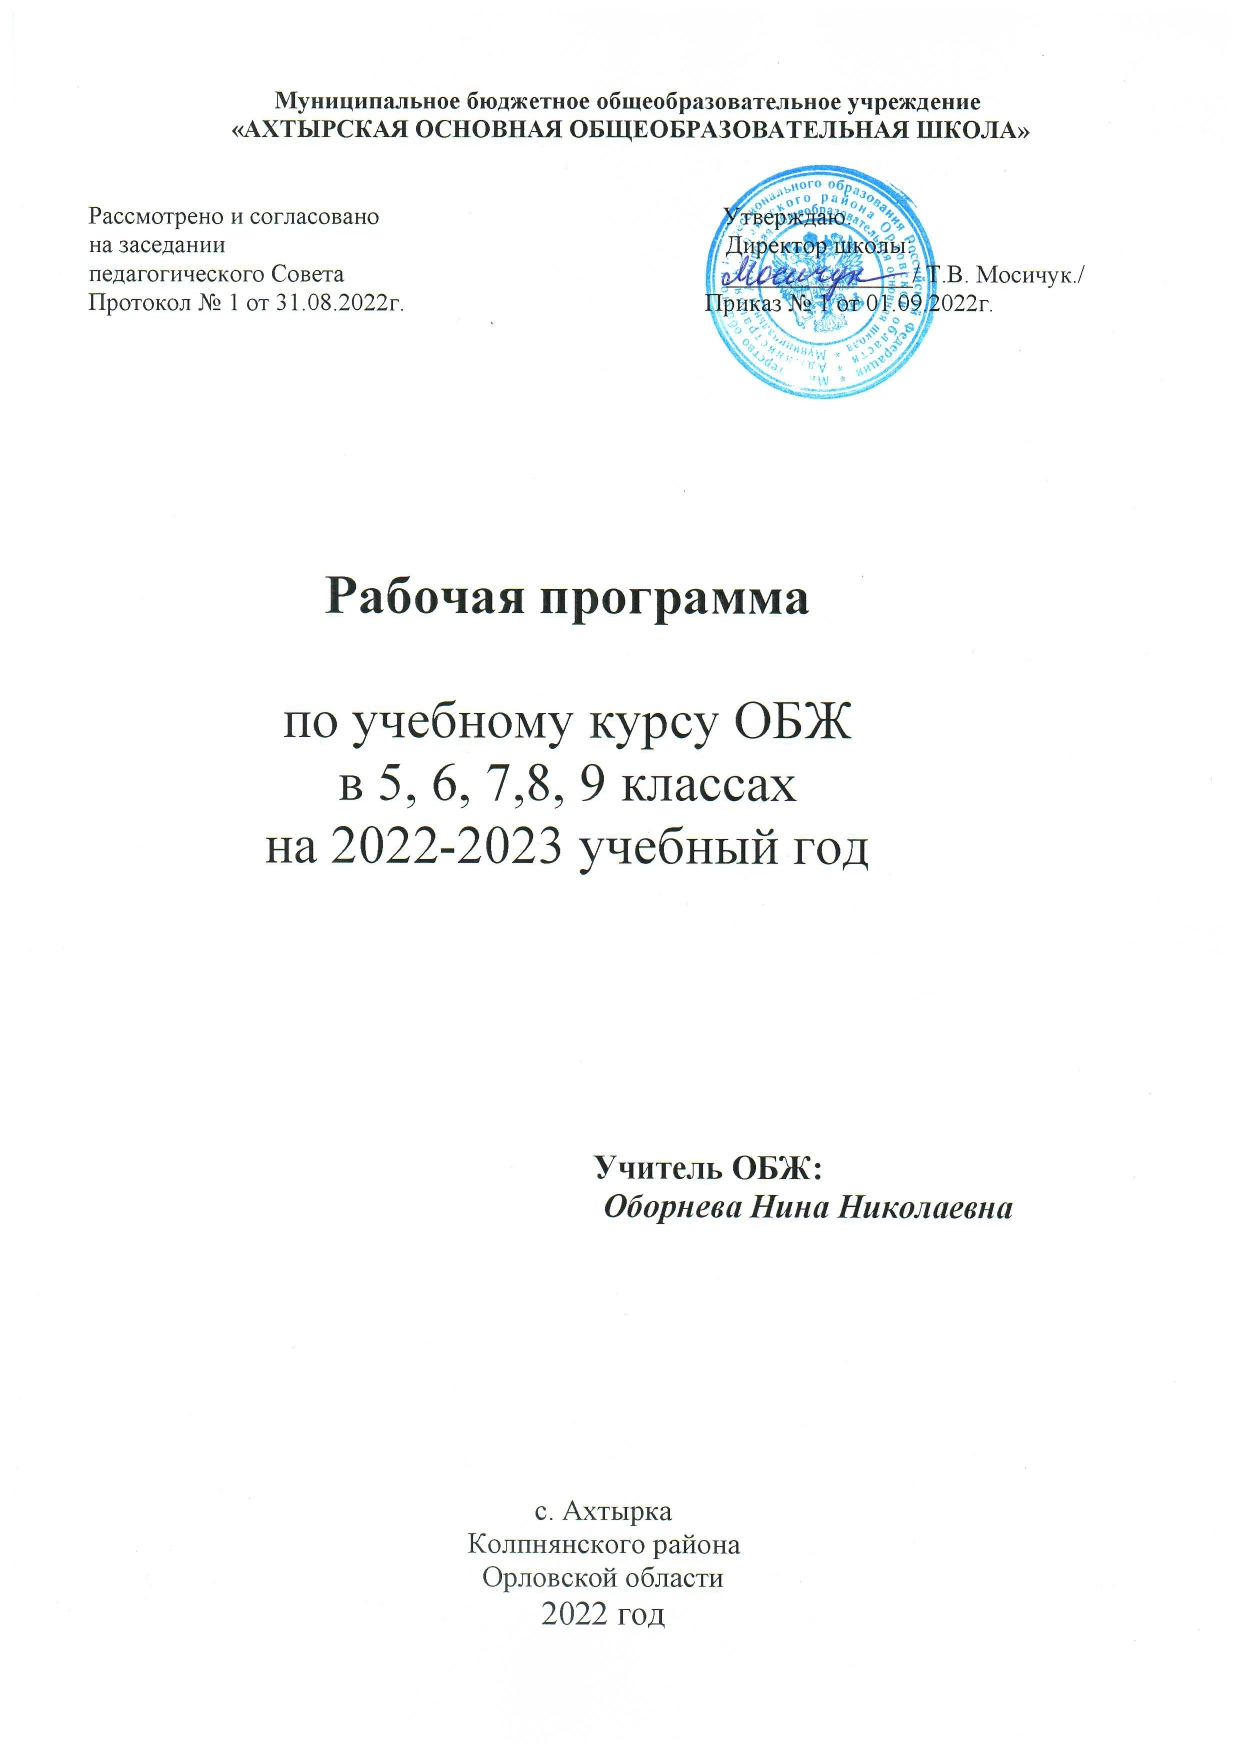 Муниципальное бюджетное общеобразовательное учреждение
«АХТЫРСКАЯ ОСНОВНАЯ ОБЩЕОБРАЗОВАТЕЛЬНАЯ ШКОЛА»
Рассмотрено и согласовано
на заседании
педагогического Совета
Протокол № 1 от 31.08.2022г.
Утверждаю.
Директор школы.
Мосичук / Т.В. Мосичук./
Приказ № 1 от 01.09.2022г.
Рабочая программа
по учебному курсу ОБЖ
в 5, 6, 7,8, 9 классах
на 2022-2023 учебный год
Учитель ОБЖ:
Оборнева Нина Николаевна
с. Ахтырка
Колпнянского района
Орловской области
2022 год